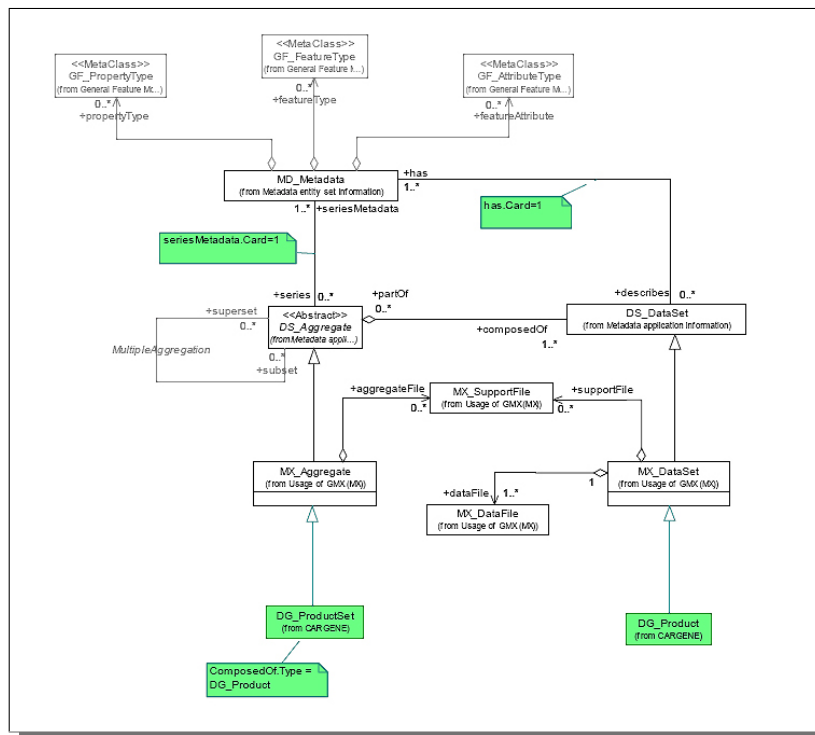 <<MetaClass>>
GF_PropertyType
(from General Feature Mc...)
0..*
+propertyType
<<MetaClass>>
GF_FeatureType
(from General Feature M...)
0..*
+featureType
<<MetaClass>>
GF_AttributeType
(from General Feature Mc...)
0..*
+featureAttribute
MD_Metadata
(from Metadata entity set information)
+has
1..*
has.Card=1
1..*
+seriesMetadata
seriesMetadata.Card=1
+series
0..*
+describes
0..*
<<Abstract>>
DS_Aggregate
(from Metadata appli...)
+partOf
0..*
+composedOf
1..*
DS_DataSet
(from Metadata application information)
+superset
0..*
MultipleAggregation
0..*
+subset
+aggregateFile
0..*
MX_SupportFile
(from Usage of GMX (MX))
+supportFile
0..*
MX_Aggregate
(from Usage of GMX (MX))
MX_DataSet
(from Usage of GMX (MX))
1
+dataFile
1..*
MX_DataFile
(from Usage of GMX (MX))
DG_ProductSet
(from CARGENE)
DG_Product
(from CARGENE)
ComposedOf.Type =
DG_Product